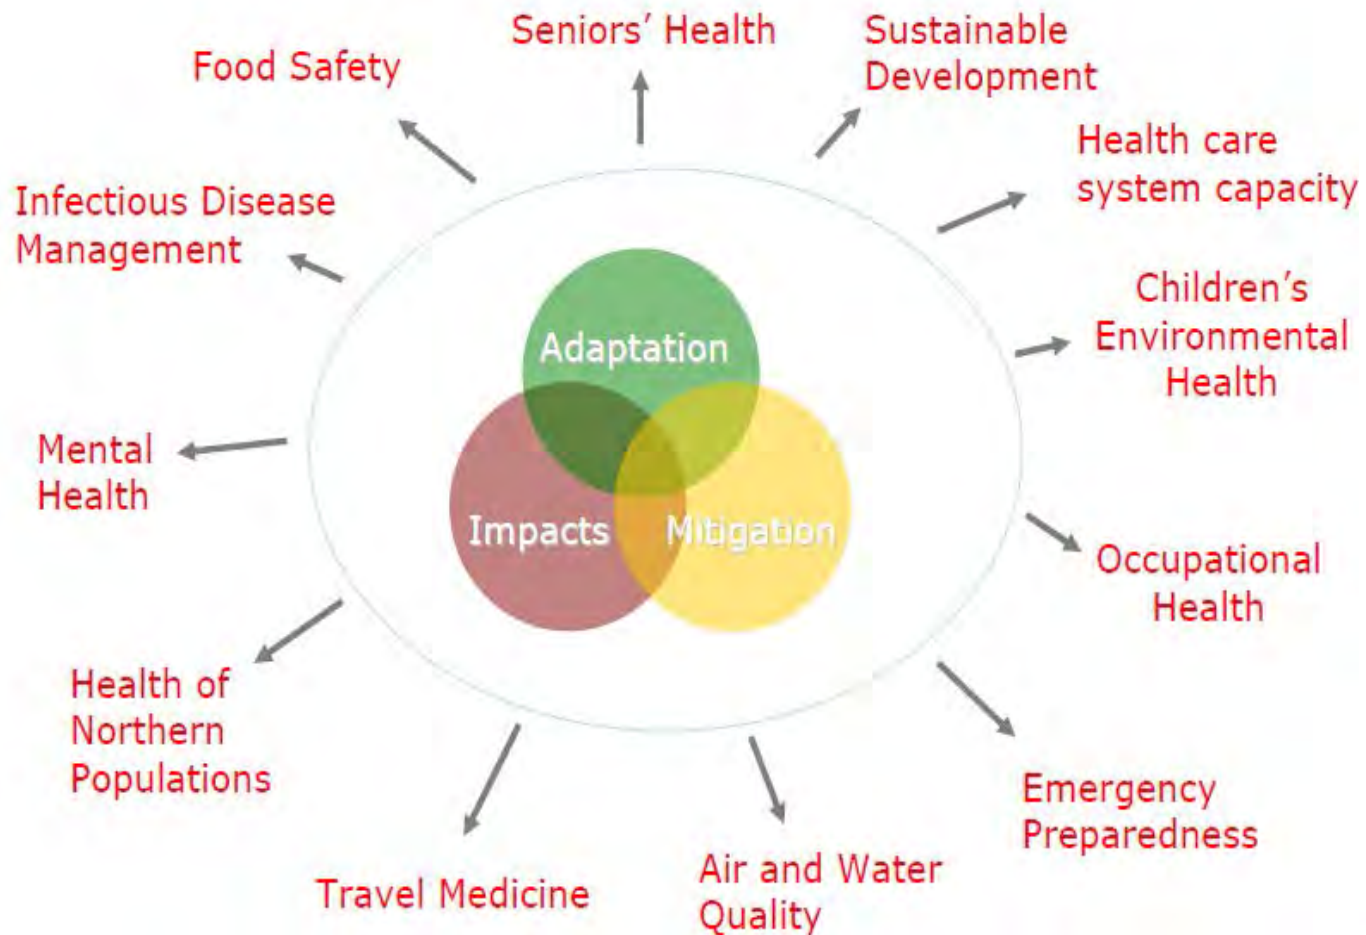 Seniors' Health
Sustainable
Development
Food Safety
Health care
system capacity
Infectious Disease
Management
Children's
Environmental
Health
Adaptation
Mental
Health
Impacts
Mitigation
Occupational
Health
Health of
Northern
Populations
Emergency
Preparedness
Travel Medicine
Air and Water
Quality